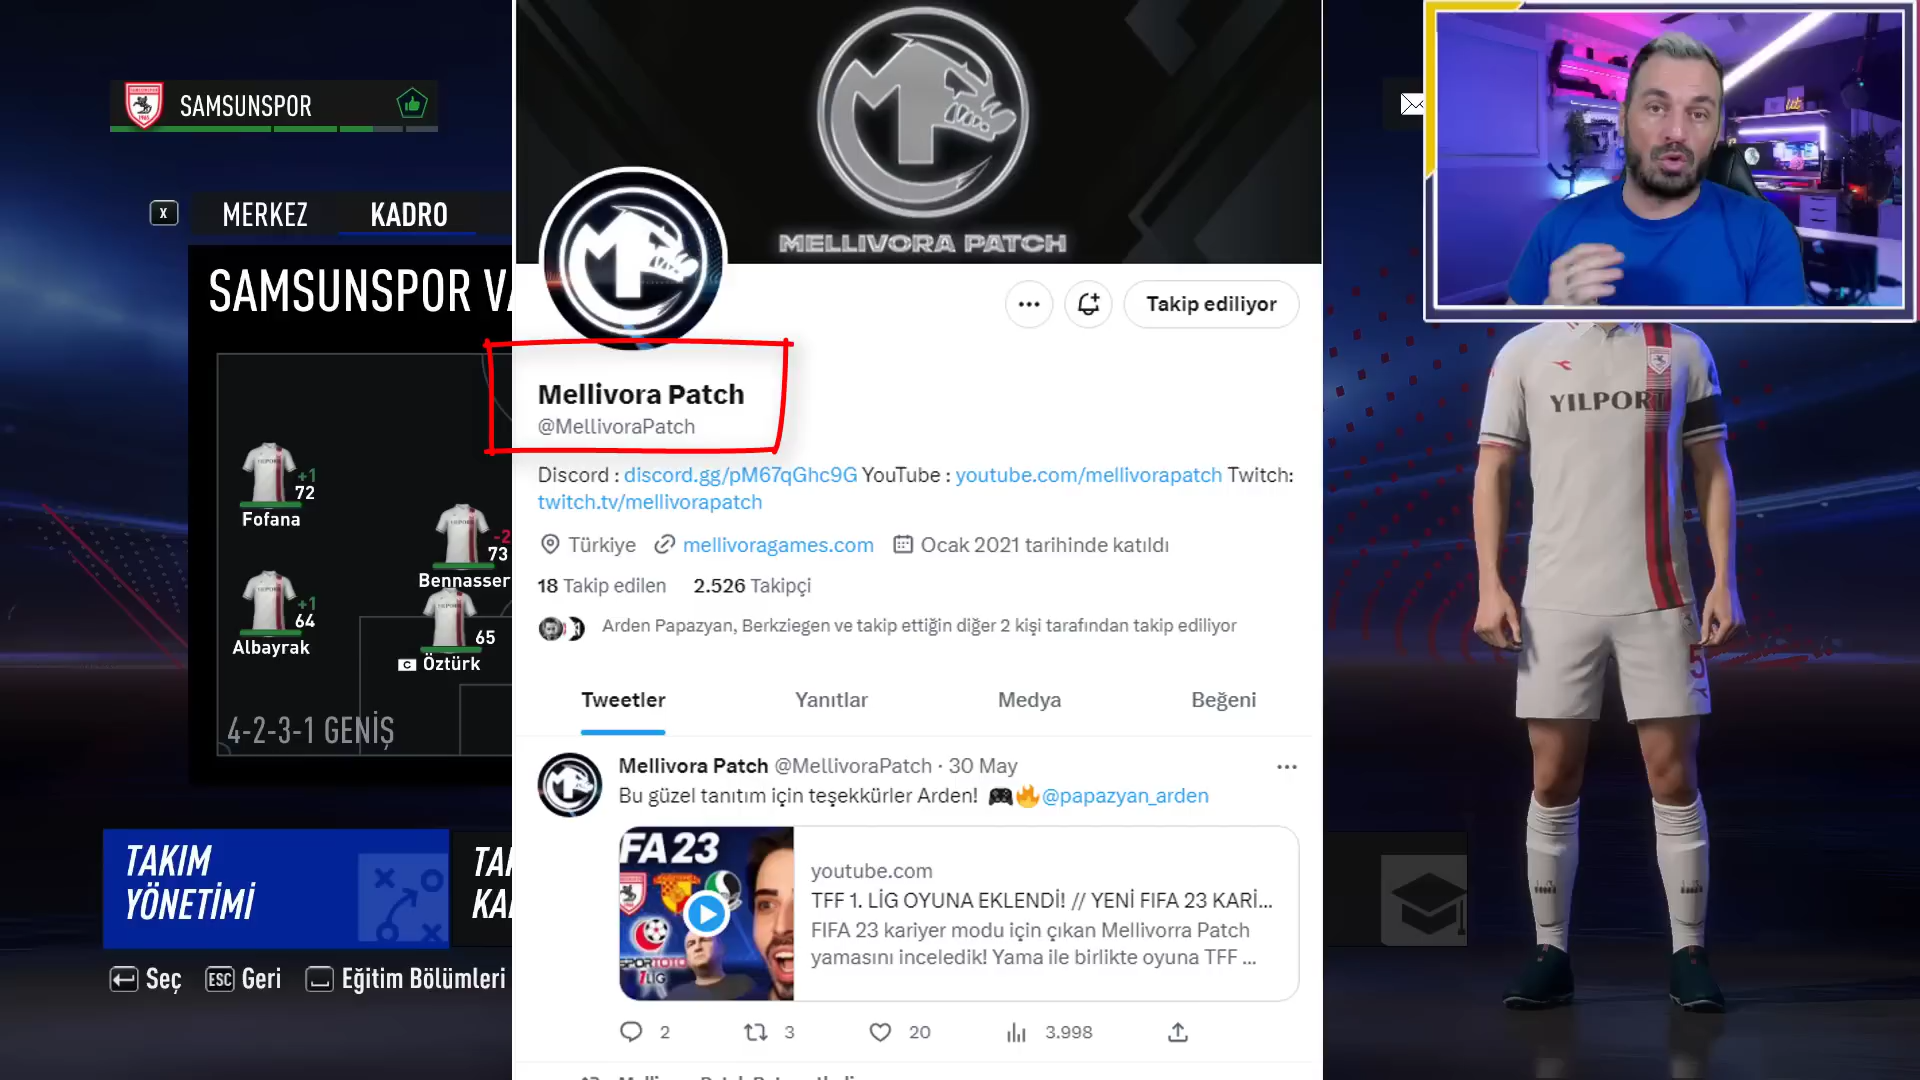 SAMSUNSPOR
X
MERKEZ
KADRO
SAMSUNSPOR
+1
72
Fofana
-2
73
Bennasser
+1
64
Albayrak
65
C Öztürk
4-2-3-1 GENİŞ
TAKIM
YÖNETİMİ
Seç
ESC Geri
Eğitim Bölümleri
MELLIVORA PATCH
Takip ediliyor
Mellivora Patch
@MellivoraPatch
Discord : discord.gg/pM67qGhc9G YouTube : youtube.com/mellivorapatch Twitch:
twitch.tv/mellivorapatch
Türkiye mellivoragames.com Ocak 2021 tarihinde katıldı
18 Takip edilen 2.526 Takipçi
Arden Papazyan, Berkziegen ve takip ettiğin diğer 2 kişi tarafından takip ediliyor
Tweetler Yanıtlar Medya Beğeni
Mellivora Patch @MellivoraPatch · 30 May
Bu güzel tanıtım için teşekkürler Arden! 🎮🔥@papazyan_arden
FA 23
SPORTOTO
1.LİG
youtube.com
TFF 1. LİG OYUNA EKLENDİ! // YENİ FIFA 23 KARİ...
FIFA 23 kariyer modu için çıkan Mellivorra Patch
yamasını inceledik! Yama ile birlikte oyuna TFF ...
2 3 20 3.998
YILPORT
5